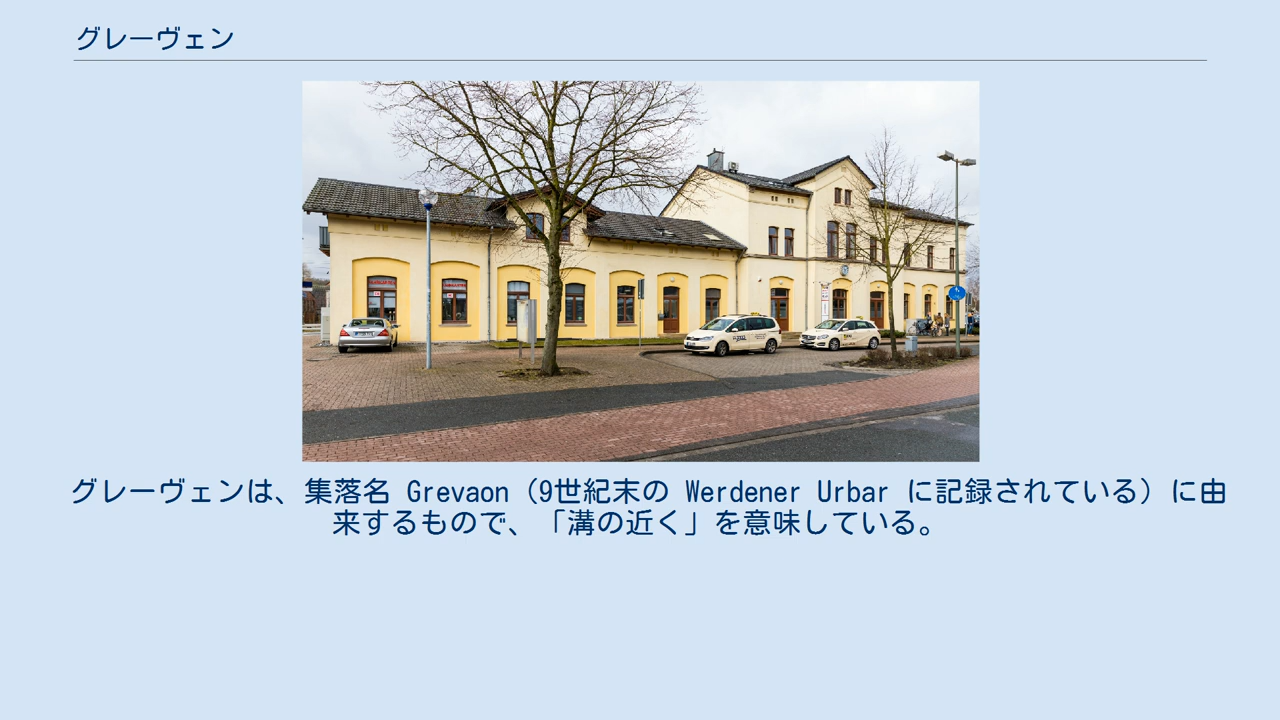 グレーヴェン
グレーヴェンは、集落名 Grevaon（9世紀末の Werdener Urbar に記録されている）に由
来するもので、「溝の近く」を意味している。